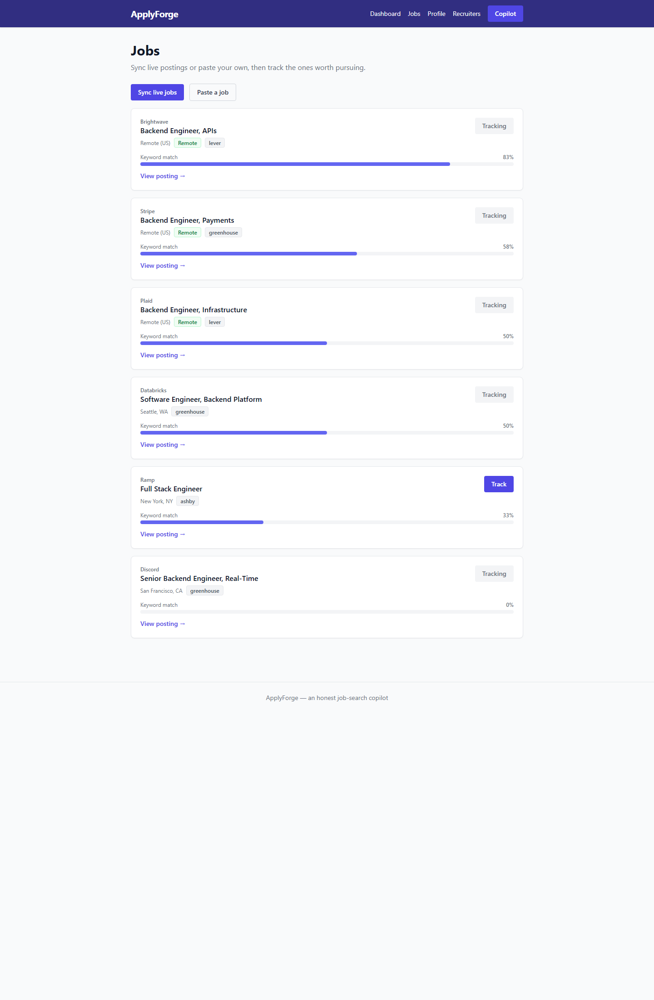 ApplyForge
Dashboard Jobs Profile Recruiters Copilot
Jobs
Sync live postings or paste your own, then track the ones worth pursuing.
Sync live jobs Paste a job
Brightwave
Tracking
Backend Engineer, APIs
Remote (US) Remote lever
Keyword match 83%
View posting →
Stripe
Tracking
Backend Engineer, Payments
Remote (US) Remote greenhouse
Keyword match 58%
View posting →
Plaid
Tracking
Backend Engineer, Infrastructure
Remote (US) Remote lever
Keyword match 50%
View posting →
Databricks
Tracking
Software Engineer, Backend Platform
Seattle, WA greenhouse
Keyword match 50%
View posting →
Ramp
Track
Full Stack Engineer
New York, NY ashby
Keyword match 33%
View posting →
Discord
Tracking
Senior Backend Engineer, Real-Time
San Francisco, CA greenhouse
Keyword match 0%
View posting →
ApplyForge — an honest job-search copilot